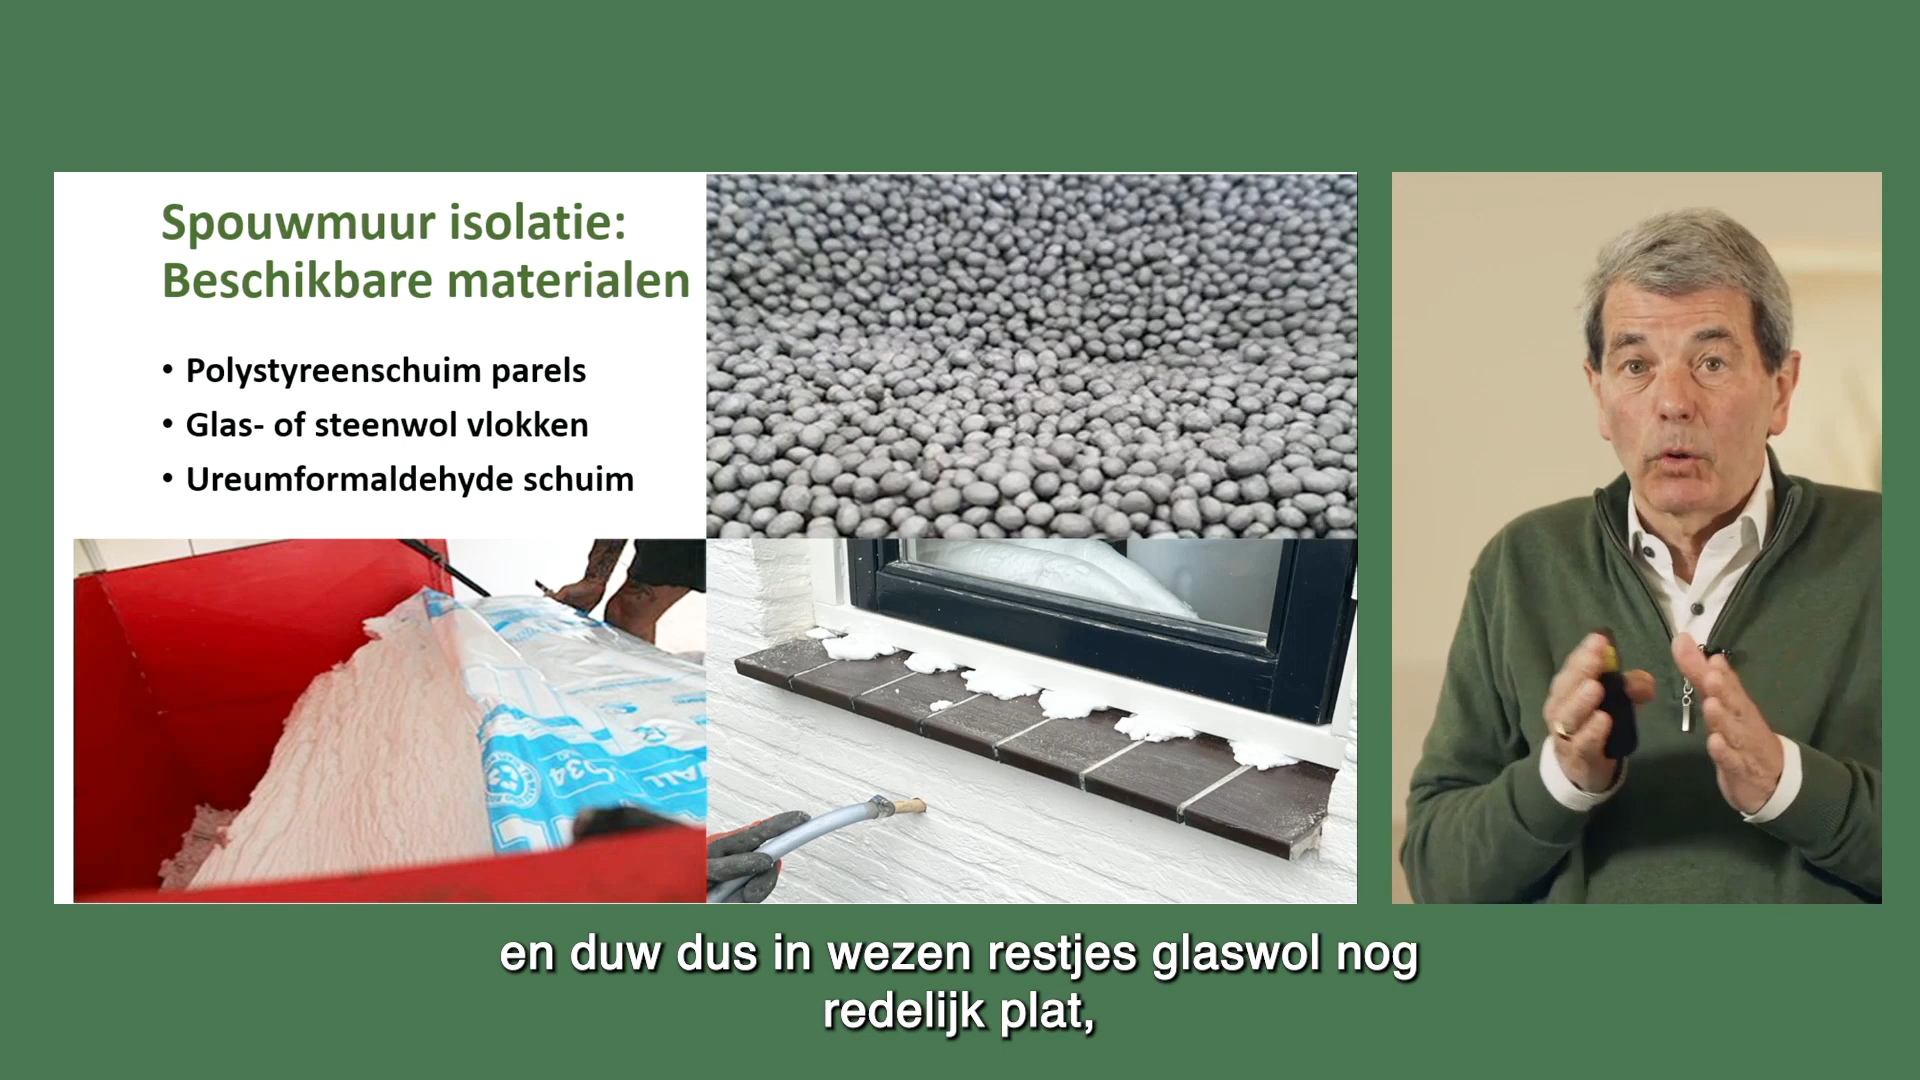 Spouwmuur isolatie:
Beschikbare materialen
• Polystyreenschuim parels
• Glas- of steenwol vlokken
• Ureumformaldehyde schuim
034
en duw dus in wezen restjes glaswol nog
redelijk plat,